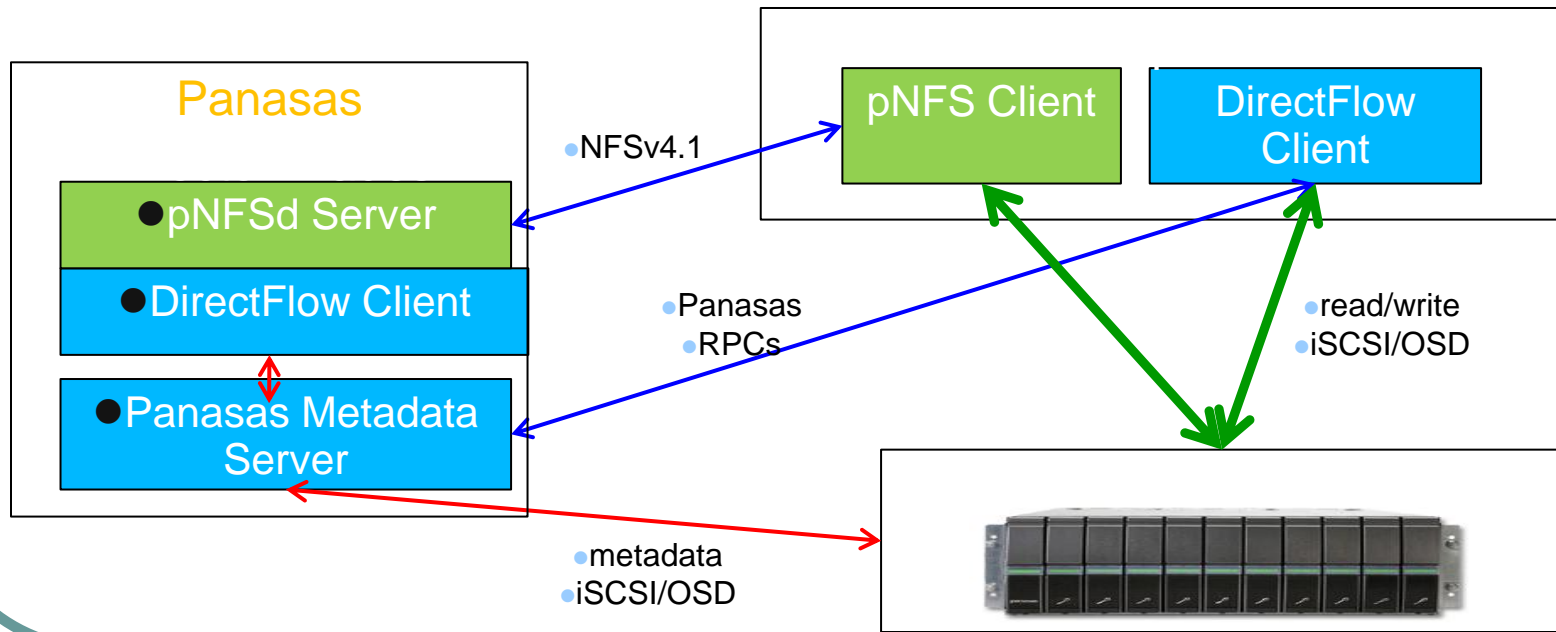 Panasas
●pNFSd Server
●DirectFlow Client
●Panasas Metadata
Server
●NFSv4.1
pNFS Client
DirectFlow
Client
●Panasas
●RPCs
●read/write
●iSCSI/OSD
●metadata
●iSCSI/OSD